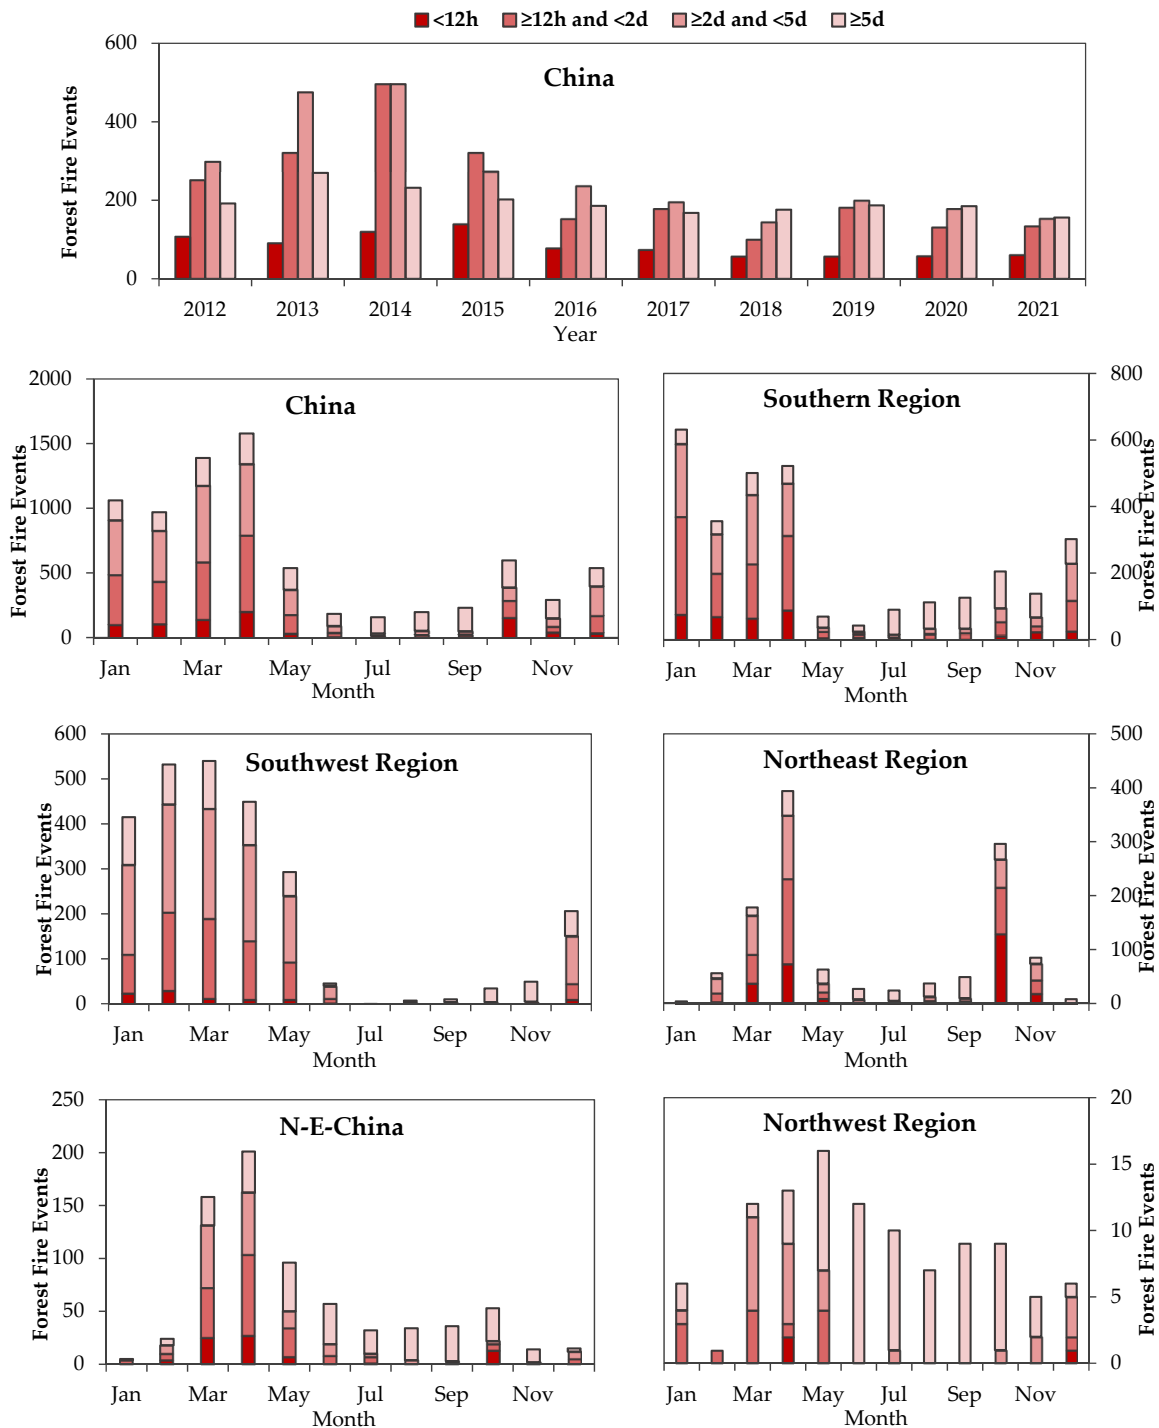 <12h ≥12h and <2d ≥2d and <5d ≥5d
China
Forest Fire Events
600
400
200
0
2012 2013 2014 2015 2016 2017 2018 2019 2020 2021
Year
China
Forest Fire Events
2000
1500
1000
500
0
Jan Mar May Jul Sep Nov
Month
Southern Region
Forest Fire Events
800
600
400
200
0
Jan Mar May Jul Sep Nov
Month
Southwest Region
Forest Fire Events
600
500
400
300
200
100
0
Jan Mar May Jul Sep Nov
Month
Northeast Region
Forest Fire Events
500
400
300
200
100
0
Jan Mar May Jul Sep Nov
Month
N-E-China
Forest Fire Events
250
200
150
100
50
0
Jan Mar May Jul Sep Nov
Month
Northwest Region
Forest Fire Events
20
15
10
5
0
Jan Mar May Jul Sep Nov
Month